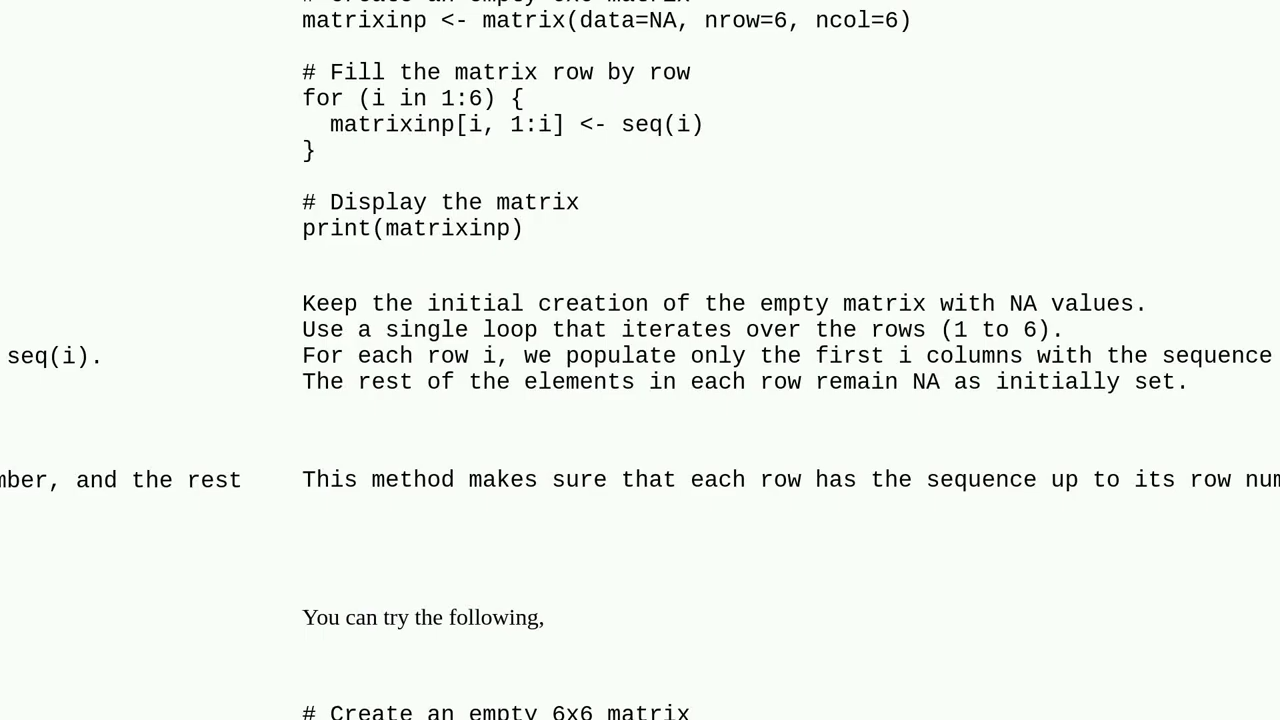 matrixinp <- matrix(data=NA, nrow=6, ncol=6)
# Fill the matrix row by row
for (i in 1:6) {
  matrixinp[i, 1:i] <- seq(i)
}
# Display the matrix
print(matrixinp)
Keep the initial creation of the empty matrix with NA values.
Use a single loop that iterates over the rows (1 to 6).
For each row i, we populate only the first i columns with the sequence
seq(i).
The rest of the elements in each row remain NA as initially set.
This method makes sure that each row has the sequence up to its row
and the rest
You can try the following,
# Create an empty 6x6 matrix